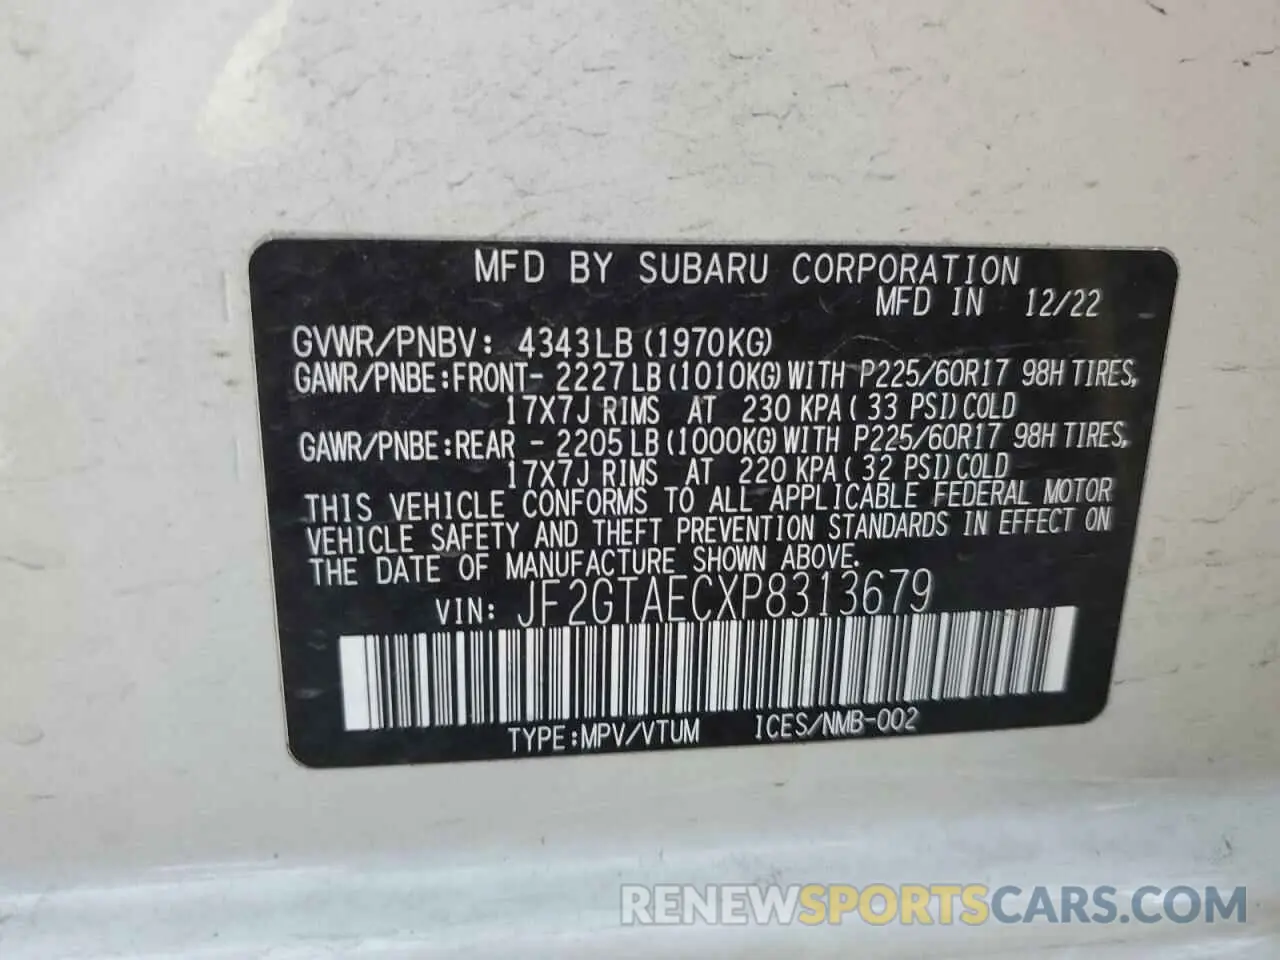 MFD BY SUBARU CORPORATION
MFD IN 12/22
GVWR/PNBV: 4343LB (1970KG)
GAWR/PNBE:FRONT- 2227LB (1010KG) WITH P225/60R17 98H TIRES,
17X7J RIMS AT 230 KPA ( 33 PSI) COLD
GAWR/PNBE:REAR - 2205LB (1000KG) WITH P225/60R17 98H TIRES,
17X7J RIMS AT 220 KPA ( 32 PSI) COLD
THIS VEHICLE CONFORMS TO ALL APPLICABLE FEDERAL MOTOR
VEHICLE SAFETY AND THEFT PREVENTION STANDARDS IN EFFECT ON
THE DATE OF MANUFACTURE SHOWN ABOVE.
VIN: JF2GTAECXP8313679
TYPE:MPV/VTUM ICES/NMB-002
RENEWSPORTSCARS.COM